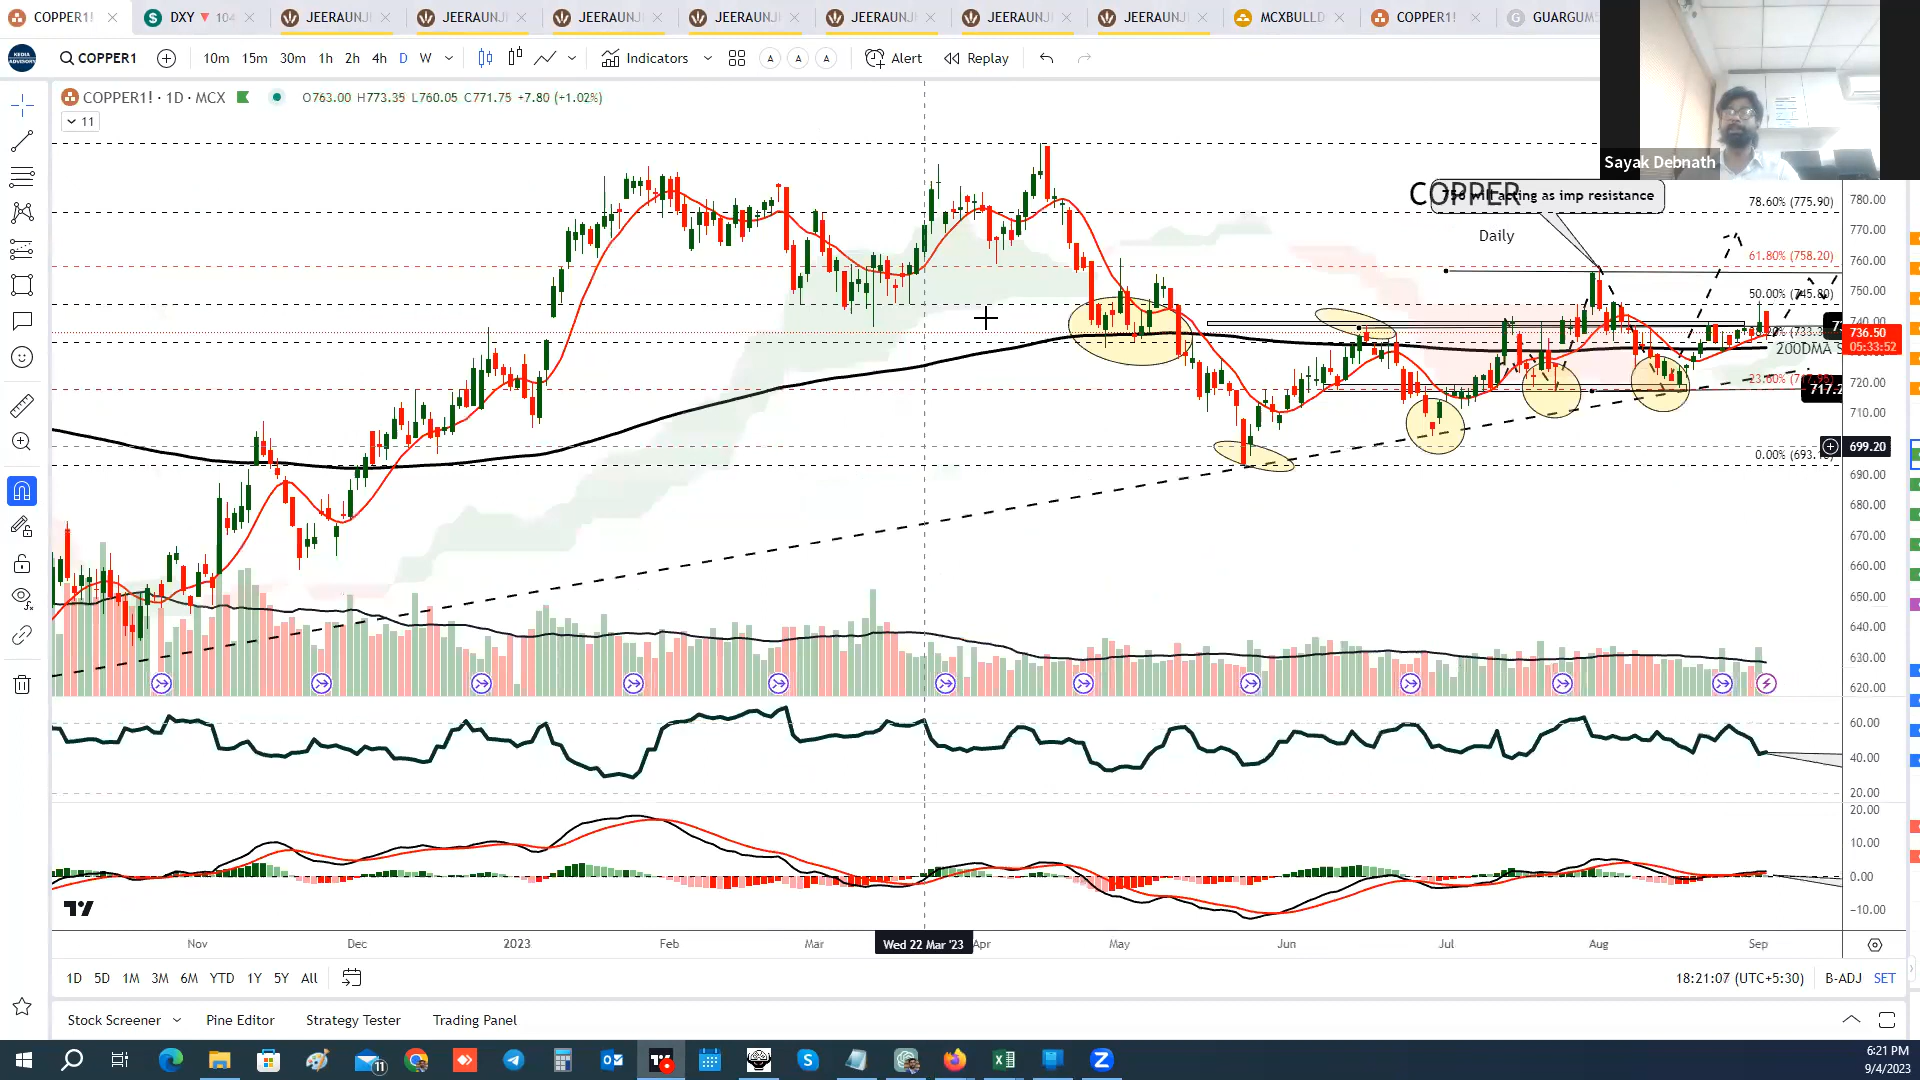 COPPER1!
DXY 104
JEERAUNJ
JEERAUNJ
JEERAUNJ
JEERAUNJ
JEERAUNJ
JEERAUNJ
JEERAUNJ
MCXBULLD
COPPER1!
GUARGUM5
COPPER1
10m 15m 30m 1h 2h 4h D W
Indicators
Alert
Replay
COPPER1! · 1D · MCX
O763.00 H773.35 L760.05 C771.75 +7.80 (+1.02%)
11
Sayak Debnath
COPPER
Daily
780.00
770.00
760.00
750.00
720.00
710.00
690.00
680.00
670.00
660.00
650.00
640.00
630.00
620.00
78.60% (775.90)
61.80% (758.20)
50.00% (745.80)
736.50
05:33:52
200DMA S
717.2
699.20
0.00% (693.
60.00
40.00
20.00
20.00
10.00
0.00
−10.00
Nov
Dec
2023
Feb
Mar
Wed 22 Mar '23
Apr
May
Jun
Jul
Aug
Sep
1D 5D 1M 3M 6M YTD 1Y 5Y All
18:21:07 (UTC+5:30)
B-ADJ
SET
Stock Screener
Pine Editor
Strategy Tester
Trading Panel
11
6:21 PM
9/4/2023